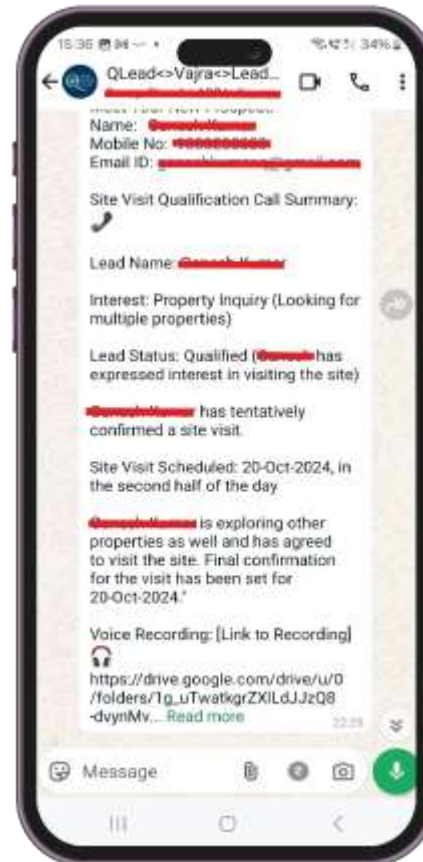 15:36
34%
QLead<>Vajra<>Lead...
Meet Your New Prospect:
Name:
Mobile No:
Email ID:
Site Visit Qualification Call Summary:
Lead Name:
Interest: Property Inquiry (Looking for
multiple properties)
Lead Status: Qualified ( has
expressed interest in visiting the site)
has tentatively
confirmed a site visit.
Site Visit Scheduled: 20-Oct-2024, in
the second half of the day
is exploring other
properties as well and has agreed
to visit the site. Final confirmation
for the visit has been set for
20-Oct-2024."
Voice Recording: [Link to Recording]
https://drive.google.com/drive/u/0
/folders/1g_uTwatkgrZXlLdJJzQ8
-dvynMv... Read more
Message